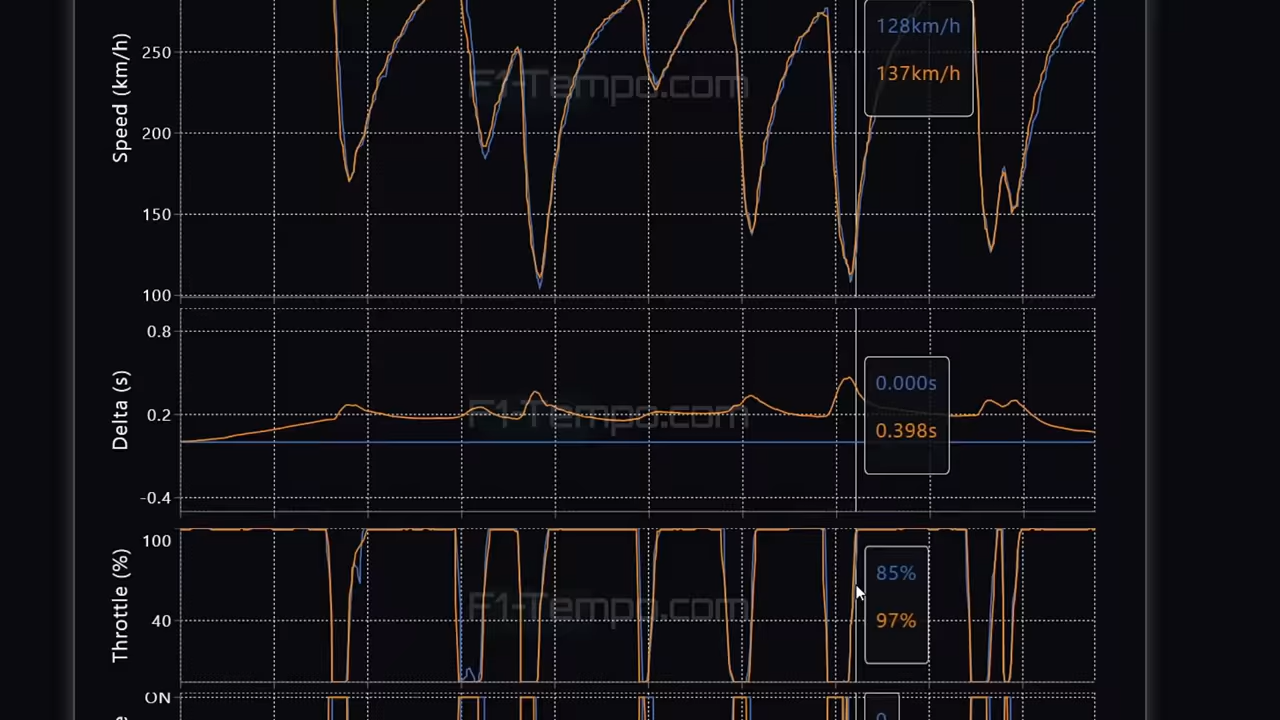 128km/h
137km/h
Speed (km/h)
250
200
150
100
F1-Tempo.com
0.8
0.2
-0.4
Delta (s)
F1-Tempo.com
0.000s
0.398s
100
40
Throttle (%)
F1-Tempo.com
85%
97%
ON